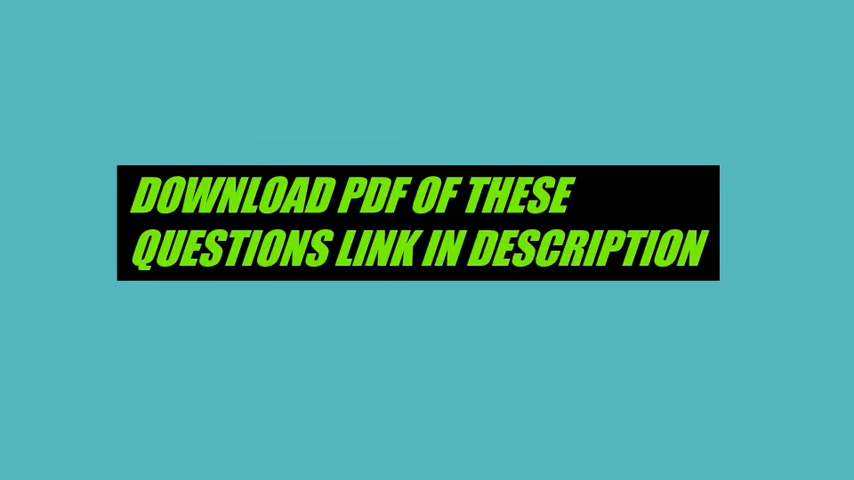 DOWNLOAD PDF OF THESE
QUESTIONS LINK IN DESCRIPTION